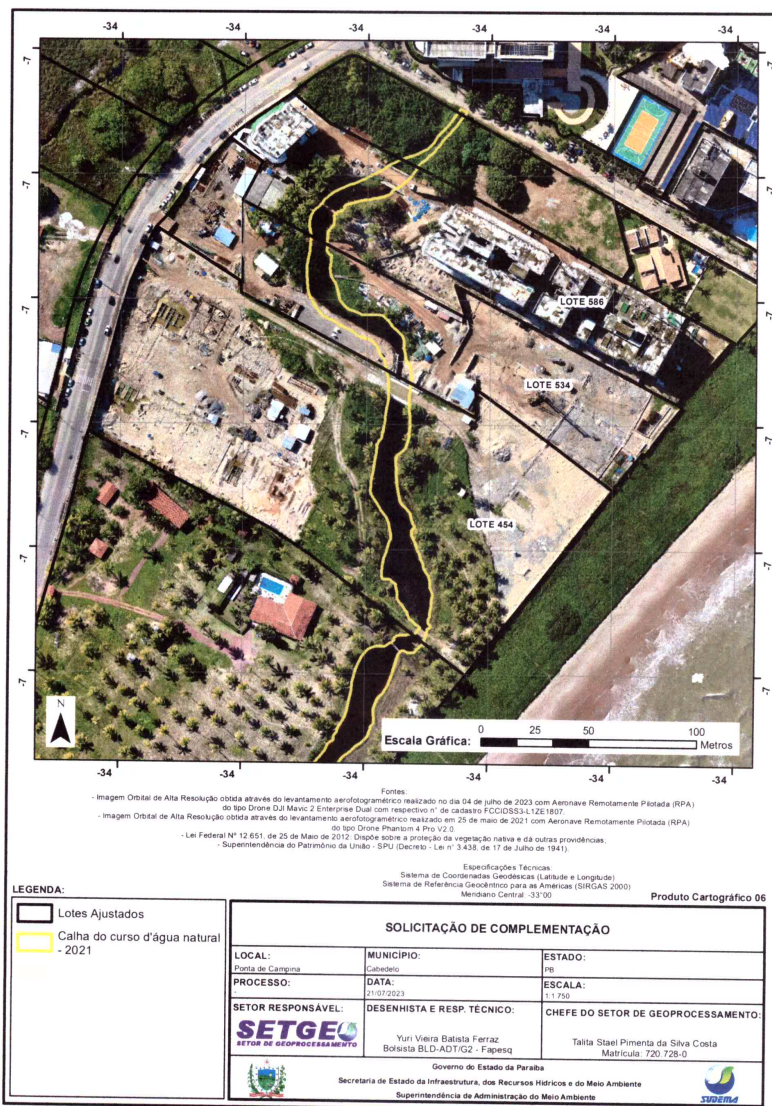 -34 -34 -34 -34 -34 -34
-7 -7
-7 -7
-7 -7
-7 -7
-7 -7
-7 -7
LOTE 586
LOTE 534
LOTE 454
N
Escala Gráfica: 0 25 50 100 Metros
-34 -34 -34 -34 -34 -34
Fontes:
- Imagem Orbital de Alta Resolução obtida através do levantamento aerofotogramétrico realizado no dia 04 de julho de 2023 com Aeronave Remotamente Pilotada (RPA)
do tipo Drone DJI Mavic 2 Enterprise Dual com respectivo n° de cadastro FCCIDSS3-L1ZE1807.
- Imagem Orbital de Alta Resolução obtida através do levantamento aerofotogramétrico realizado em 25 de maio de 2021 com Aeronave Remotamente Pilotada (RPA)
do tipo Drone Phantom 4 Pro V2.0.
- Lei Federal Nº 12.651, de 25 de Maio de 2012: Dispõe sobre a proteção da vegetação nativa e dá outras providências;
- Superintendência do Patrimônio da União - SPU (Decreto - Lei n° 3.438, de 17 de Julho de 1941).
Especificações Técnicas:
Sistema de Coordenadas Geodésicas (Latitude e Longitude)
Sistema de Referência Geocêntrico para as Américas (SIRGAS 2000)
Meridiano Central: -33°00
Produto Cartográfico 06
LEGENDA:
Lotes Ajustados
Calha do curso d'água natural
- 2021
SOLICITAÇÃO DE COMPLEMENTAÇÃO
LOCAL: MUNICÍPIO: ESTADO:
Ponta de Campina Cabedelo PB
PROCESSO: DATA: ESCALA:
- 21/07/2023 1:1.750
SETOR RESPONSÁVEL: DESENHISTA E RESP. TÉCNICO: CHEFE DO SETOR DE GEOPROCESSAMENTO:
SETGEO
SETOR DE GEOPROCESSAMENTO
Yuri Vieira Batista Ferraz
Bolsista BLD-ADT/G2 - Fapesq
Talita Stael Pimenta da Silva Costa
Matrícula: 720.728-0
Governo do Estado da Paraíba
Secretaria de Estado da Infraestrutura, dos Recursos Hídricos e do Meio Ambiente
Superintendência de Administração do Meio Ambiente
SUDEMA